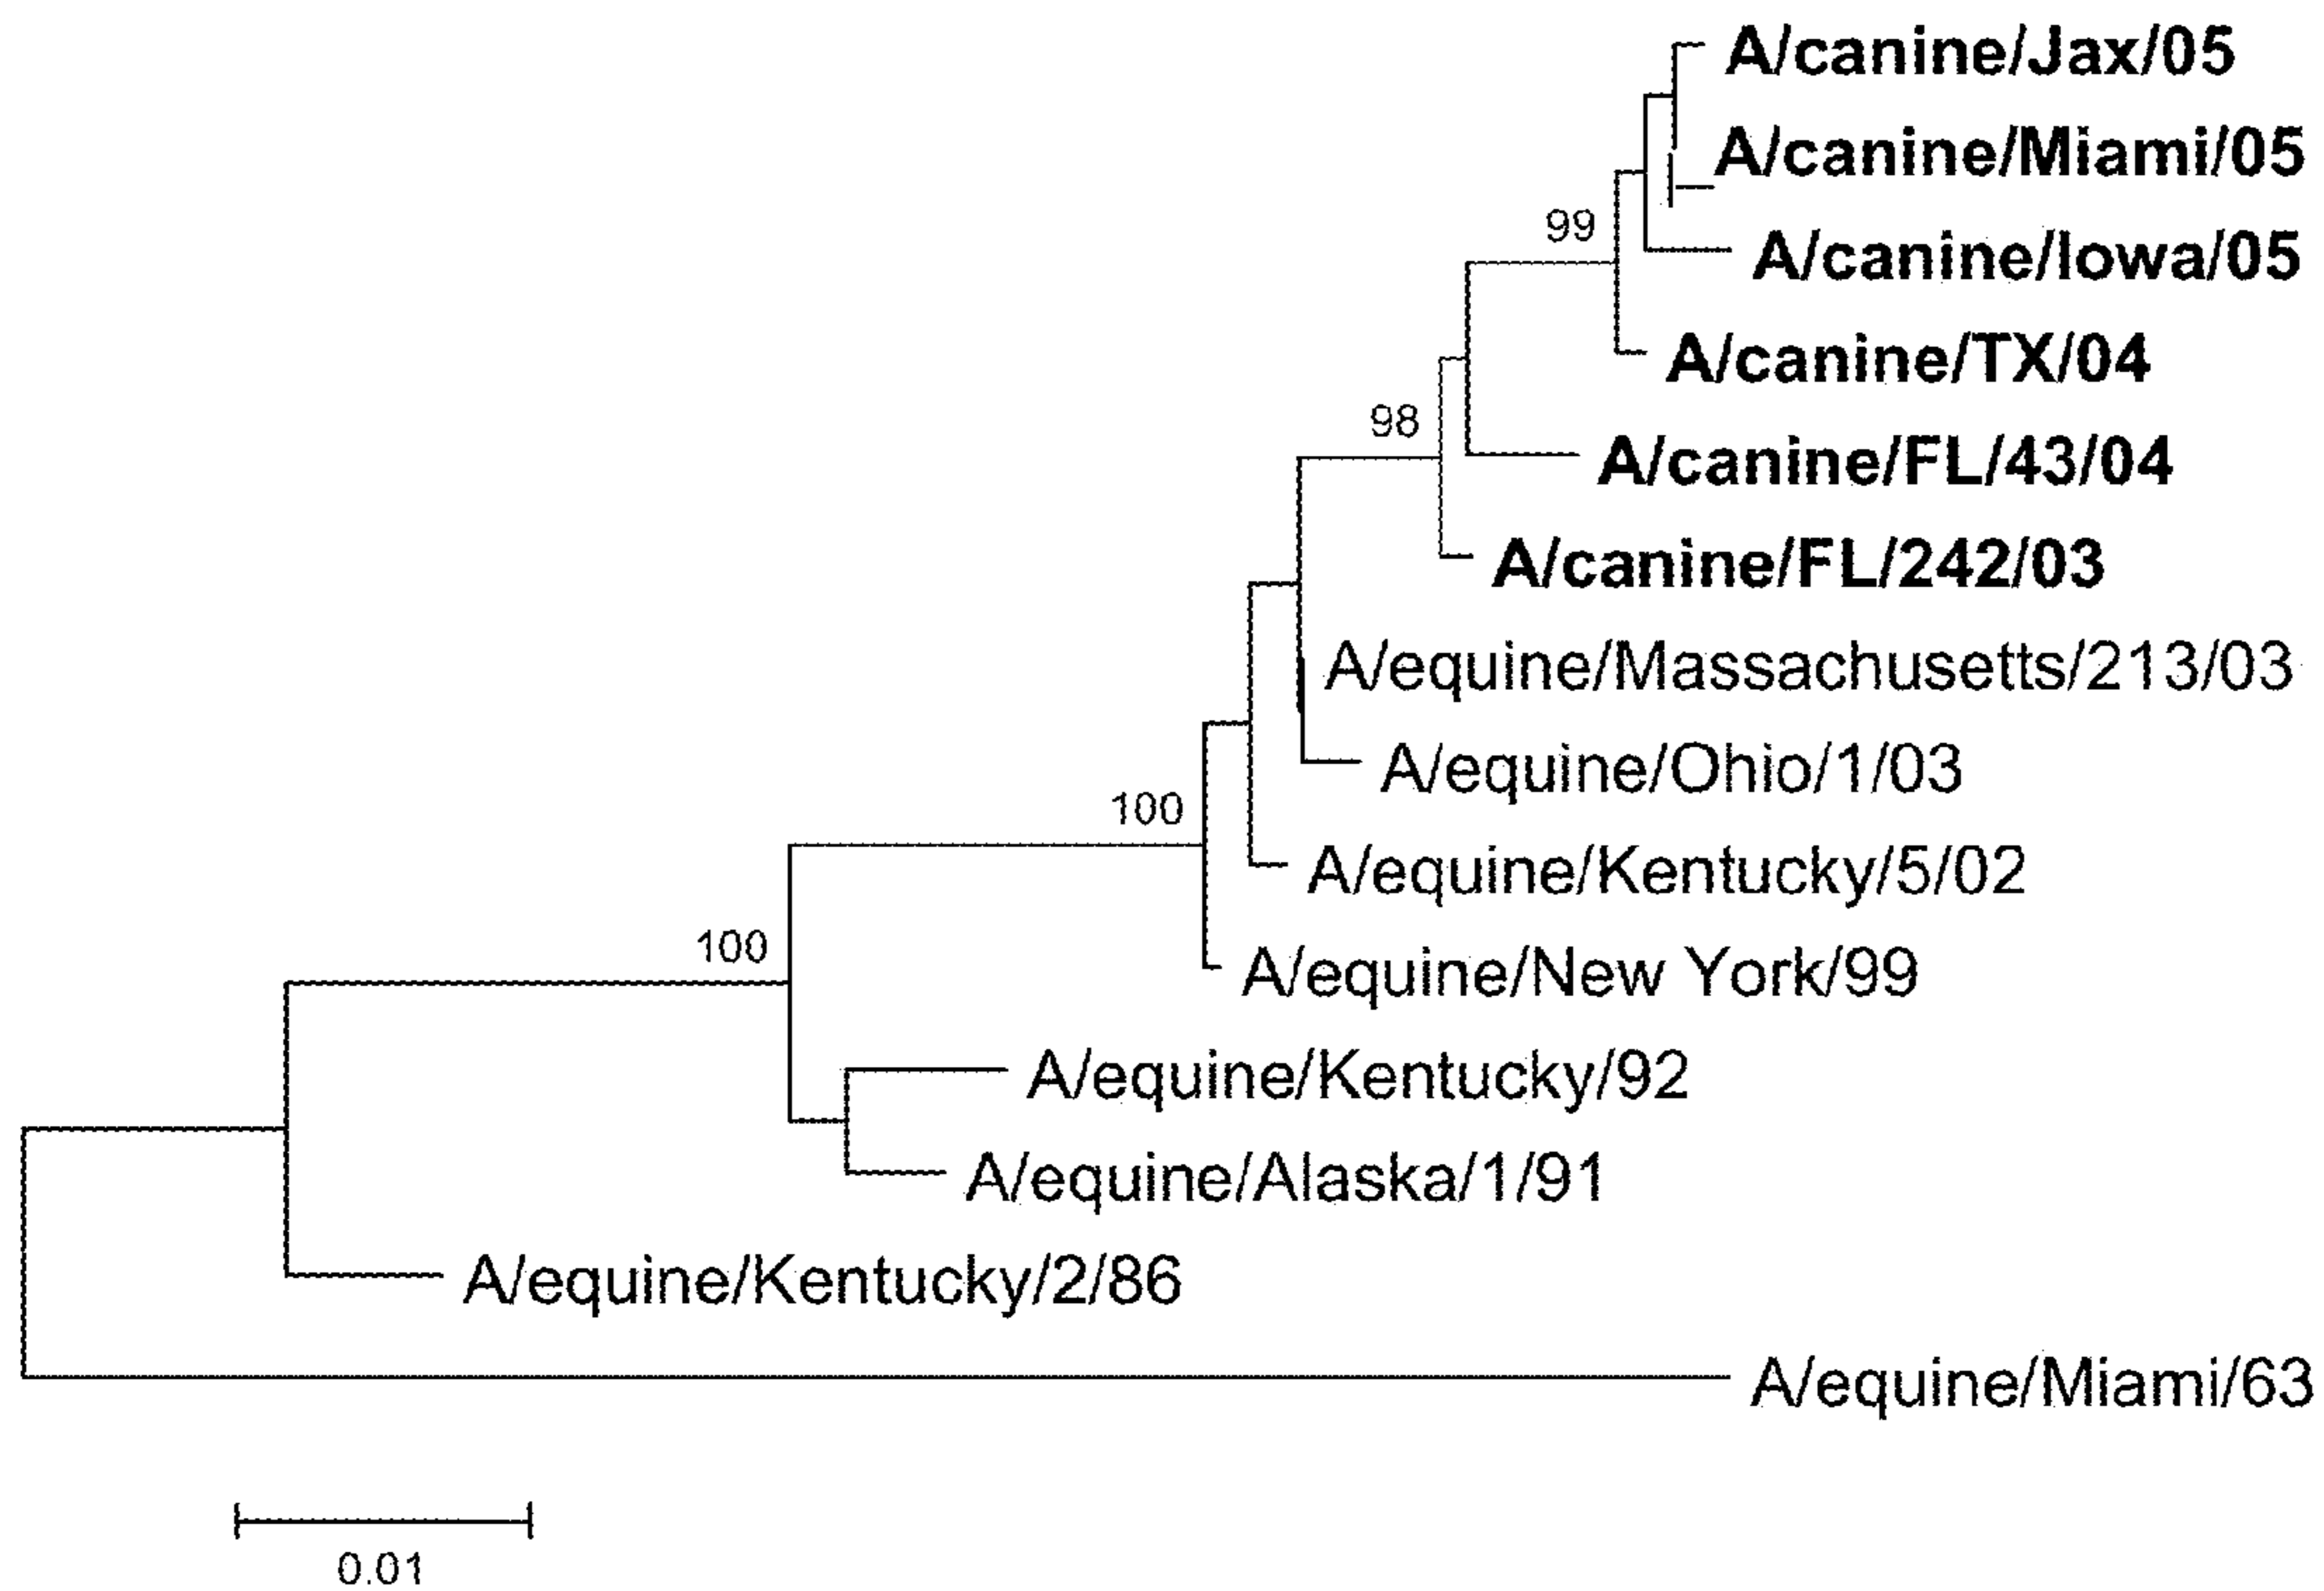 A/canine/Jax/05
A/canine/Miami/05
99
A/canine/Iowa/05
A/canine/TX/04
98
A/canine/FL/43/04
A/canine/FL/242/03
A/equine/Massachusetts/213/03
A/equine/Ohio/1/03
100
A/equine/Kentucky/5/02
100
A/equine/New York/99
A/equine/Kentucky/92
A/equine/Alaska/1/91
A/equine/Kentucky/2/86
A/equine/Miami/63
0.01